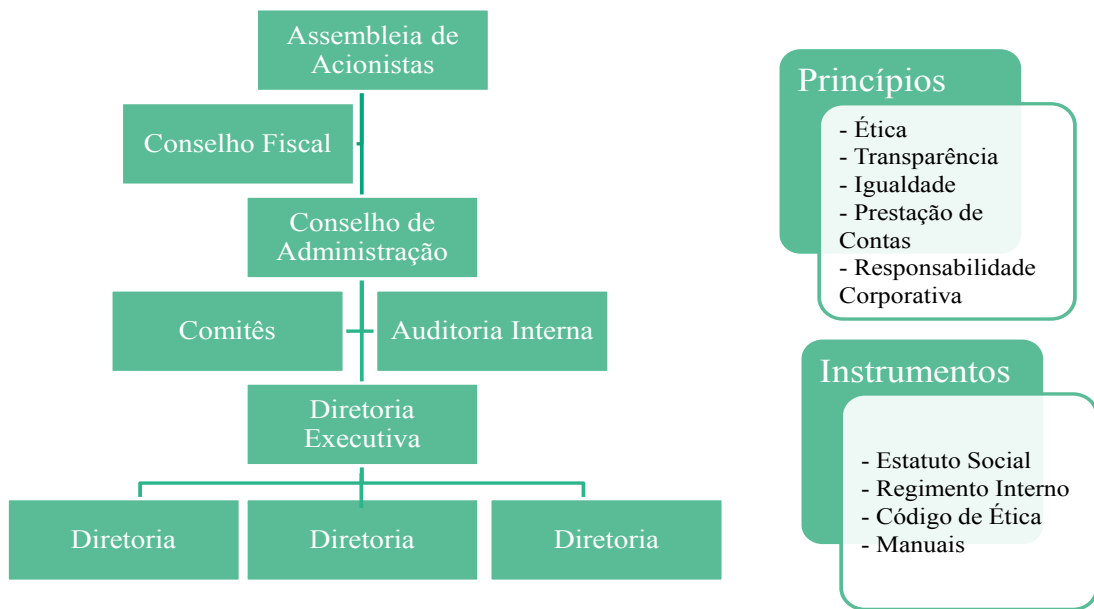 Assembleia de
Acionistas
Conselho Fiscal
Conselho de
Administração
Comitês
Auditoria Interna
Diretoria
Executiva
Diretoria
Diretoria
Diretoria
Princípios
- Ética
- Transparência
- Igualdade
- Prestação de
Contas
- Responsabilidade
Corporativa
Instrumentos
- Estatuto Social
- Regimento Interno
- Código de Ética
- Manuais